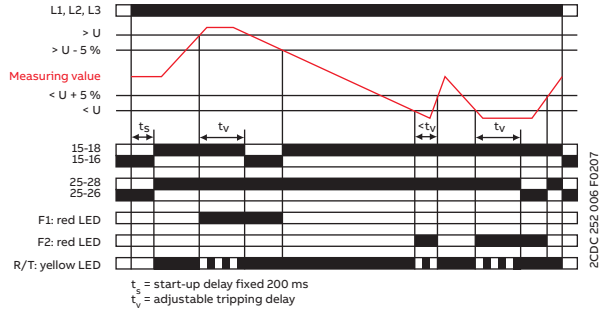 L1, L2, L3
> U
> U - 5 %
Measuring value
< U + 5 %
< U
ts
tv
<tv
tv
15-18
15-16
25-28
25-26
F1: red LED
F2: red LED
R/T: yellow LED
ts = start-up delay fixed 200 ms
tv = adjustable tripping delay
2CDC 252 006 F0207